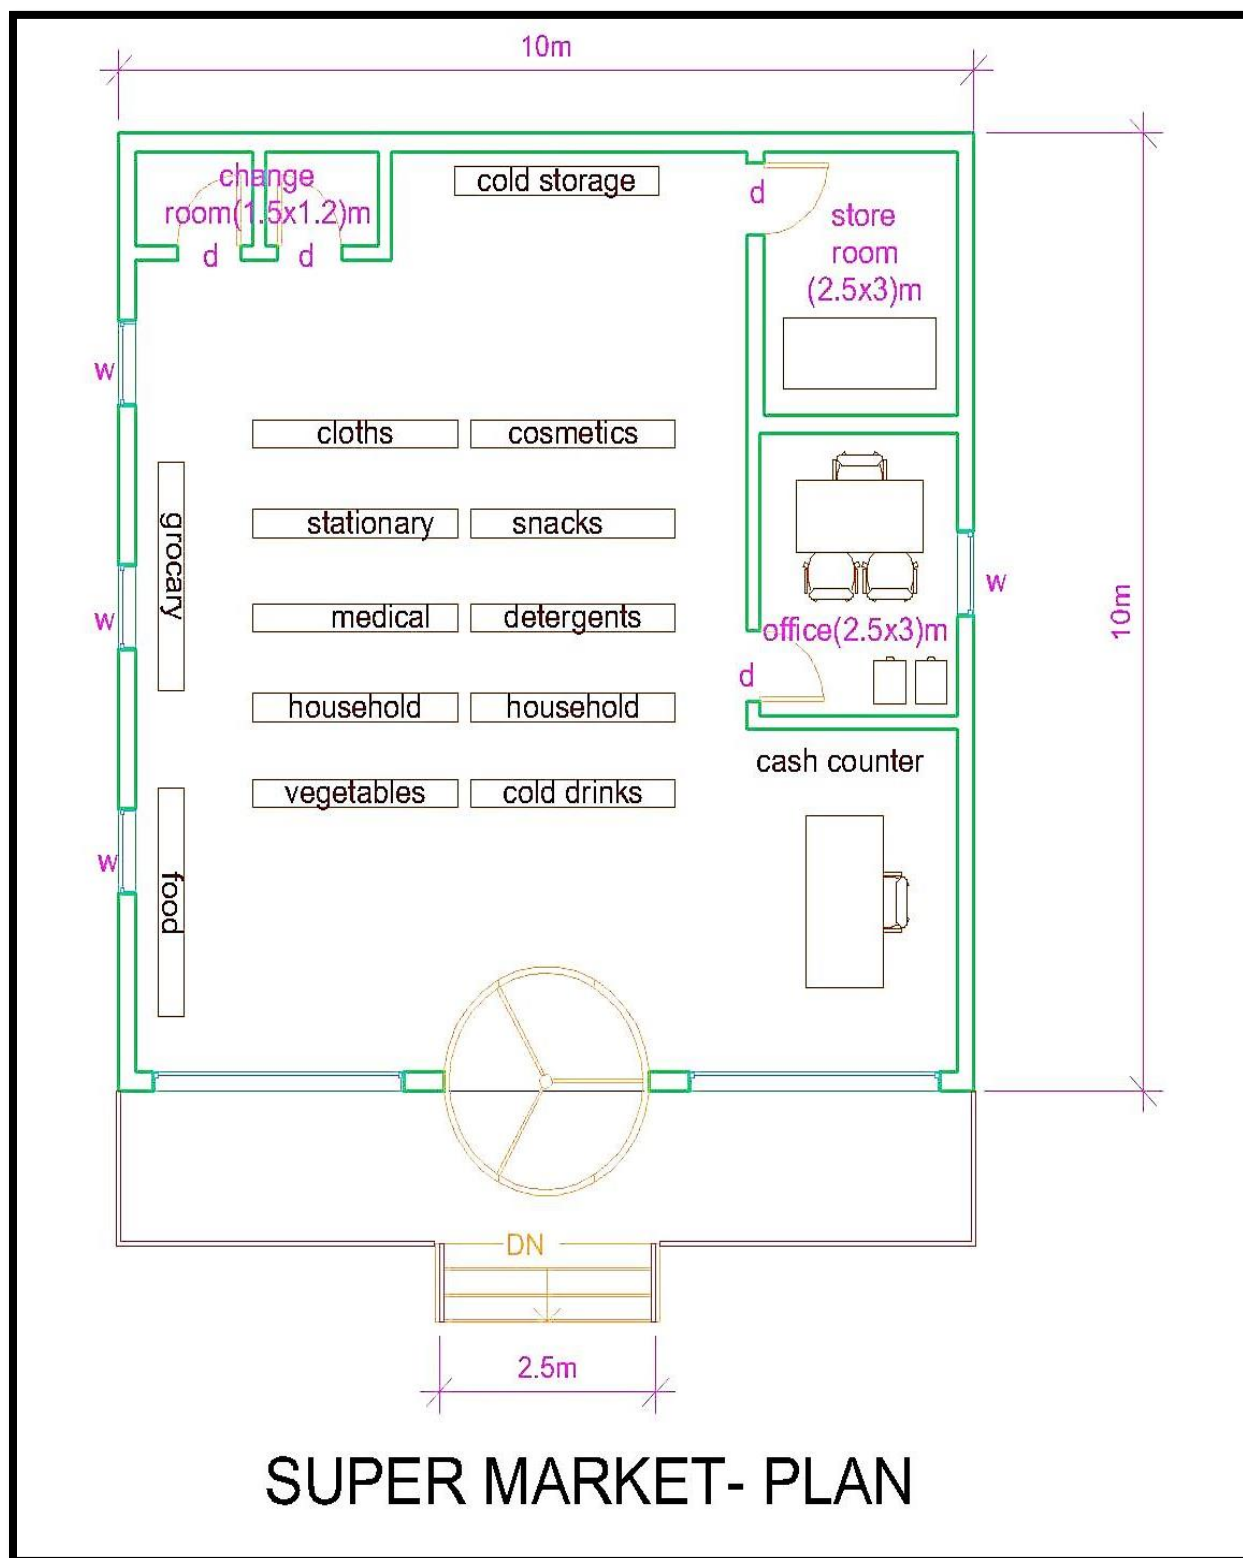 10m
change
room(1.5x1.2)m
d
d
cold storage
d
store
room
(2.5x3)m
w
cloths
cosmetics
grocary
stationary
snacks
w
w
10m
medical
detergents
office(2.5x3)m
d
household
household
cash counter
vegetables
cold drinks
w
food
DN
2.5m
SUPER MARKET- PLAN